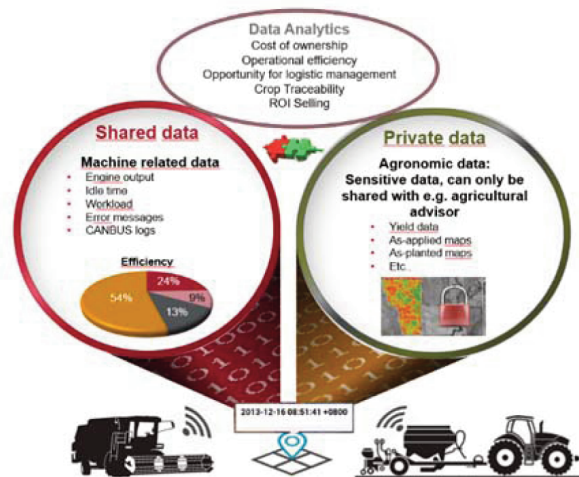 Data Analytics
Cost of ownership
Operational efficiency
Opportunity for logistic management
Crop Traceability
ROI Selling
Shared data
Machine related data
• Engine output
• Idle time
• Workload
• Error messages
• CANBUS logs
Efficiency
24%
9%
13%
54%
Private data
Agronomic data:
Sensitive data, can only be
shared with e.g. agricultural
advisor
• Yield data
• As-applied maps
• As-planted maps
• Etc..
2013-12-16 08:51:41 +0800